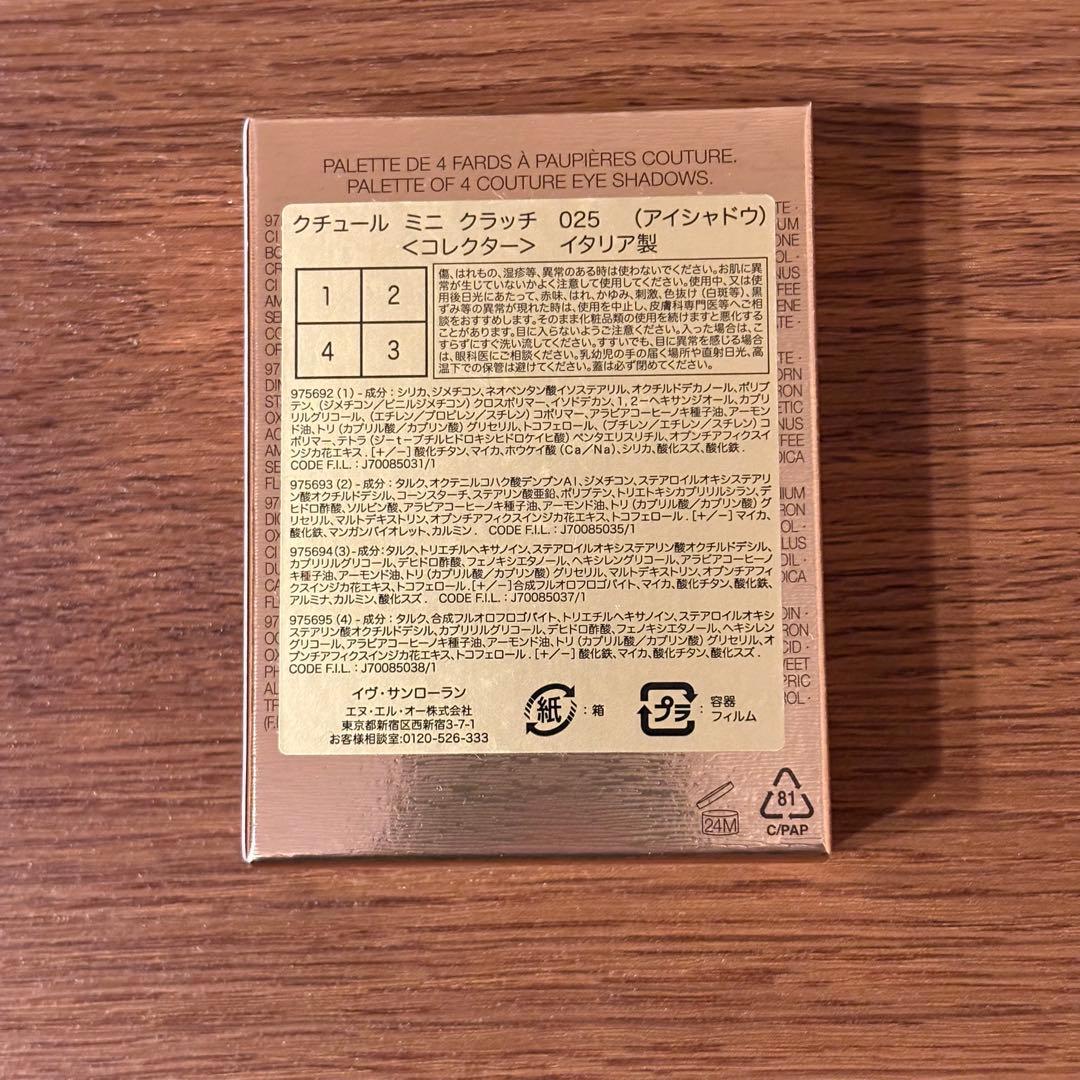 PALETTE DE 4 FARDS À PAUPIÈRES COUTURE.
PALETTE OF 4 COUTURE EYE SHADOWS.
クチュール ミニ クラッチ 025 (アイシャドウ)
<コレクター> イタリア製
1 2
4 3
傷、はれもの、湿疹等、異常のある時は使わないでください。お肌に異
常が生じていないかよく注意して使用してください。使用中、又は使
用後日光にあたって、赤味、はれ、かゆみ、刺激、色抜け(白斑等)、黒
ずみ等の異常が現れた時は、使用を中止し、皮膚科専門医等へご相
談をおすすめします。そのまま化粧品類の使用を続けますと悪化する
ことがあります。目に入らないようご注意ください。入った場合は、こ
すらずにすぐ洗い流してください。すすいでも、目に異常を感じる場合
は、眼科医にご相談ください。乳幼児の手の届く場所や直射日光、高
温下での保管は避けてください。蓋は必ず閉めてください。
975692 (1) - 成分: シリカ、ジメチコン、ネオペンタン酸イソステアリル、オクチルドデカノール、ポリブ
テン、(ジメチコン/ビニルジメチコン) クロスポリマー、イソデカン、1, 2-ヘキサンジオール、カプ
リルグリコール、(エチレン/プロピレン/スチレン) コポリマー、アラビアコーヒーノキ種子油、アーモン
ド油、トリ (カプリル酸/カプリン酸) グリセリル、トコフェロール、(ブチレン/エチレン/スチレン) コ
ポリマー、テトラ (ジ-t-ブチルヒドロキシヒドロケイヒ酸) ペンタエリスリチル、オプンチアフィクスイ
ンジカ花エキス . [+/-] 酸化チタン、マイカ、ホウケイ酸 (Ca/Na)、シリカ、酸化スズ、酸化鉄 .
CODE F.I.L. : J70085031/1
975693 (2) - 成分: タルク、オクテニルコハク酸デンプンAl、ジメチコン、ステアロイルオキシステアリ
ン酸オクチルドデシル、コーンスターチ、ステアリン酸亜鉛、ポリブテン、トリエトキシカプリリルシラン、デ
ヒドロ酢酸、ソルビン酸、アラビアコーヒーノキ種子油、アーモンド油、トリ (カプリル酸/カプリン酸) グ
リセリル、マルトデキストリン、オプンチアフィクスインジカ花エキス、トコフェロール . [+/-] マイカ、
酸化鉄、マンガンバイオレット、カルミン . CODE F.I.L. : J70085035/1
975694(3)-成分:タルク、トリエチルヘキサノイン、ステアロイルオキシステアリン酸オクチルドデシル、
カプリリルグリコール、デヒドロ酢酸、フェノキシエタノール、ヘキシレングリコール、アラビアコーヒーノ
キ種子油、アーモンド油、トリ (カプリル酸/カプリン酸) グリセリル、マルトデキストリン、オプンチアフィ
クスインジカ花エキス、トコフェロール . [+/-] 合成フルオロフロゴパイト、マイカ、酸化チタン、酸化鉄、
アルミナ、カルミン、酸化スズ . CODE F.I.L. : J70085037/1
975695 (4) - 成分: タルク、合成フルオロフロゴパイト、トリエチルヘキサノイン、ステアロイルオキシ
ステアリン酸オクチルドデシル、カプリリルグリコール、デヒドロ酢酸、フェノキシエタノール、ヘキシレン
グリコール、アラビアコーヒーノキ種子油、アーモンド油、トリ (カプリル酸/カプリン酸) グリセリル、オ
プンチアフィクスインジカ花エキス、トコフェロール . [+/-] 酸化鉄、マイカ、酸化チタン、酸化スズ .
CODE F.I.L. : J70085038/1
イヴ・サンローラン
エヌ・エル・オー株式会社
東京都新宿区西新宿3-7-1
お客様相談室:0120-526-333
紙 : 箱
プラ : 容器
フィルム
24M
81
C/PAP